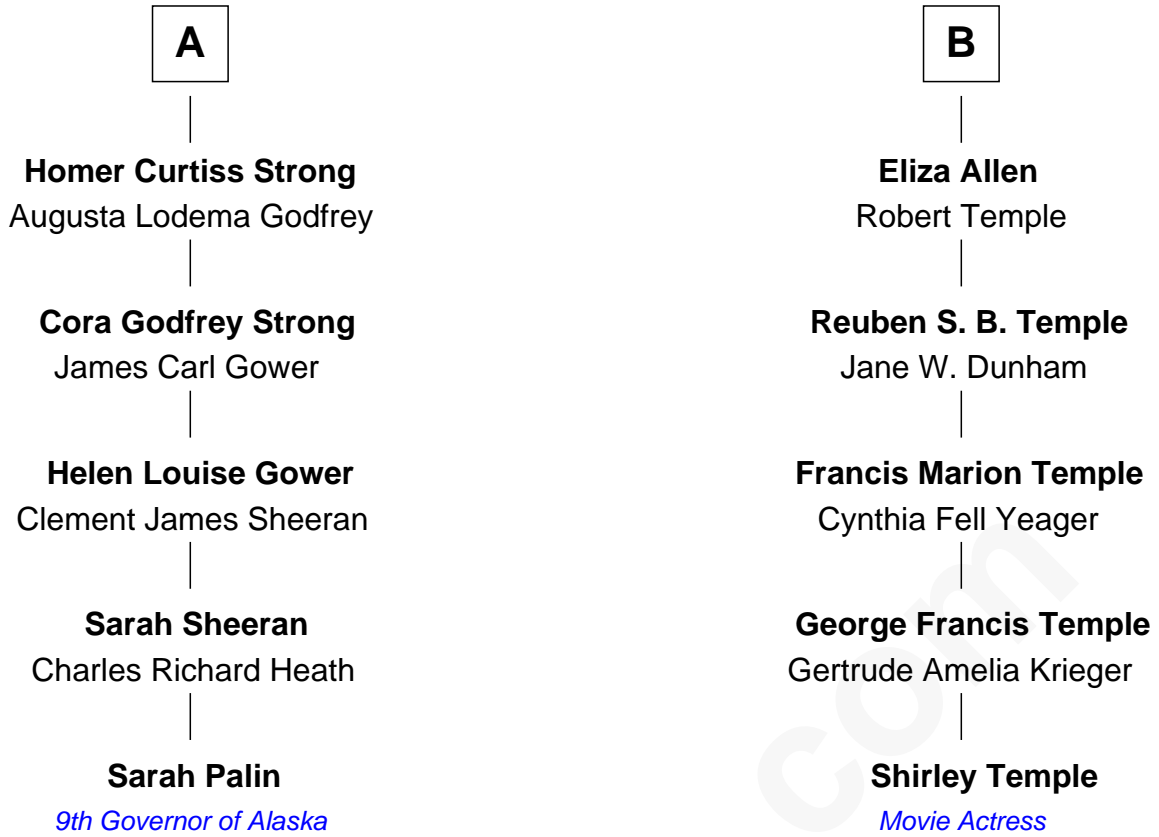 A
Homer Curtiss Strong
Augusta Lodema Godfrey
Cora Godfrey Strong
James Carl Gower
Helen Louise Gower
Clement James Sheeran
Sarah Sheeran
Charles Richard Heath
Sarah Palin
9th Governor of Alaska
B
Eliza Allen
Robert Temple
Reuben S. B. Temple
Jane W. Dunham
Francis Marion Temple
Cynthia Fell Yeager
George Francis Temple
Gertrude Amelia Krieger
Shirley Temple
Movie Actress
com